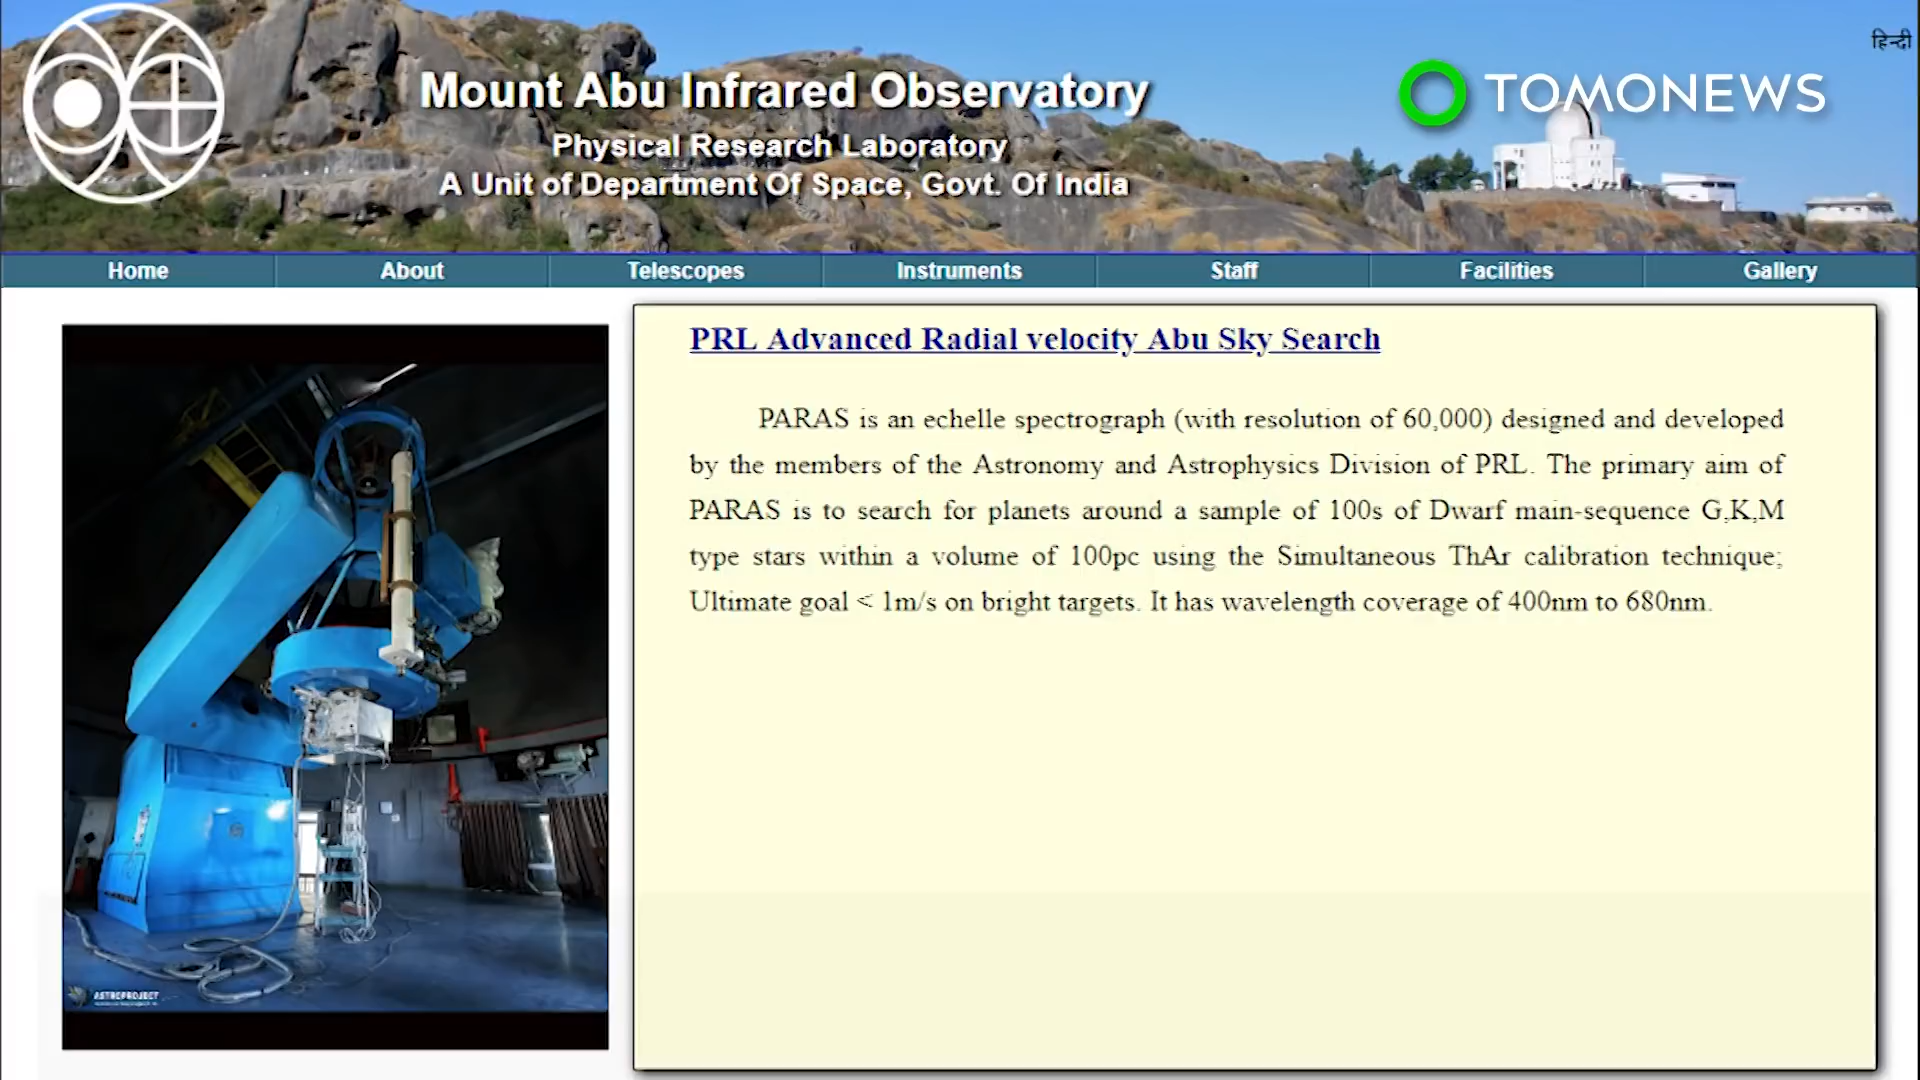 हिन्दी
TOMONEWS
Mount Abu Infrared Observatory
Physical Research Laboratory
A Unit of Department Of Space, Govt. Of India
Home About Telescopes Instruments Staff Facilities Gallery
PRL Advanced Radial velocity Abu Sky Search
PARAS is an echelle spectrograph (with resolution of 60,000) designed and developed
by the members of the Astronomy and Astrophysics Division of PRL. The primary aim of
PARAS is to search for planets around a sample of 100s of Dwarf main-sequence G,K,M
type stars within a volume of 100pc using the Simultaneous ThAr calibration technique;
Ultimate goal < 1m/s on bright targets. It has wavelength coverage of 400nm to 680nm.
ASTROPROJECT